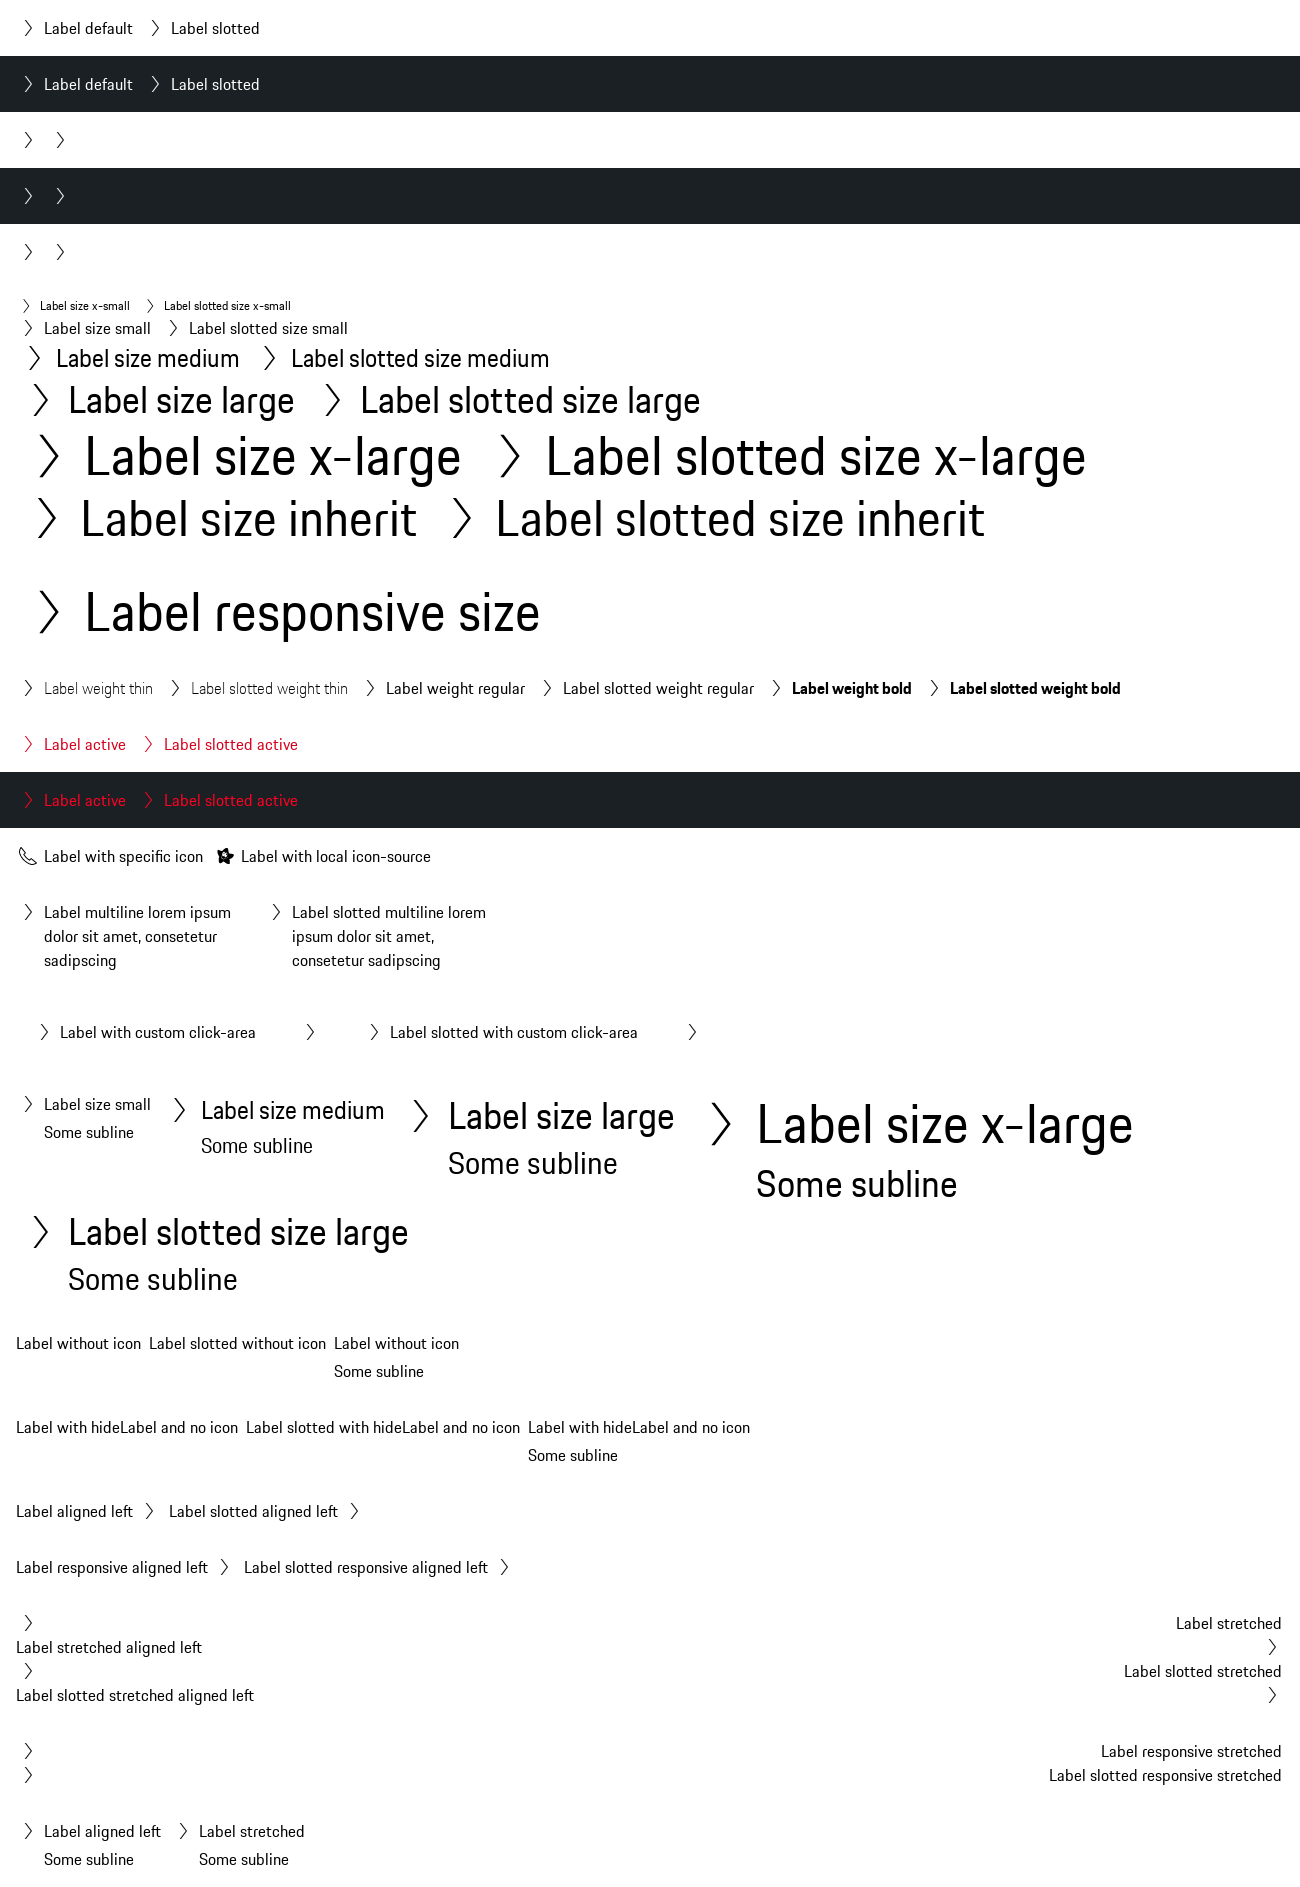 Label default Label slotted
Label default Label slotted
Label size x-small Label slotted size x-small
Label size small Label slotted size small
Label size medium Label slotted size medium
Label size large Label slotted size large
Label size x-large Label slotted size x-large
Label size inherit Label slotted size inherit
Label responsive size
Label weight thin Label slotted weight thin Label weight regular Label slotted weight regular Label weight bold Label slotted weight bold
Label active Label slotted active
Label active Label slotted active
Label with specific icon Label with local icon-source
Label multiline lorem ipsum
dolor sit amet, consetetur
sadipscing
Label slotted multiline lorem
ipsum dolor sit amet,
consetetur sadipscing
Label with custom click-area Label slotted with custom click-area
Label size small
Some subline
Label size medium
Some subline
Label size large
Some subline
Label size x-large
Some subline
Label slotted size large
Some subline
Label without icon Label slotted without icon Label without icon
Some subline
Label with hideLabel and no icon Label slotted with hideLabel and no icon Label with hideLabel and no icon
Some subline
Label aligned left Label slotted aligned left
Label responsive aligned left Label slotted responsive aligned left
Label stretched
Label stretched aligned left
Label slotted stretched
Label slotted stretched aligned left
Label responsive stretched
Label slotted responsive stretched
Label aligned left
Some subline
Label stretched
Some subline